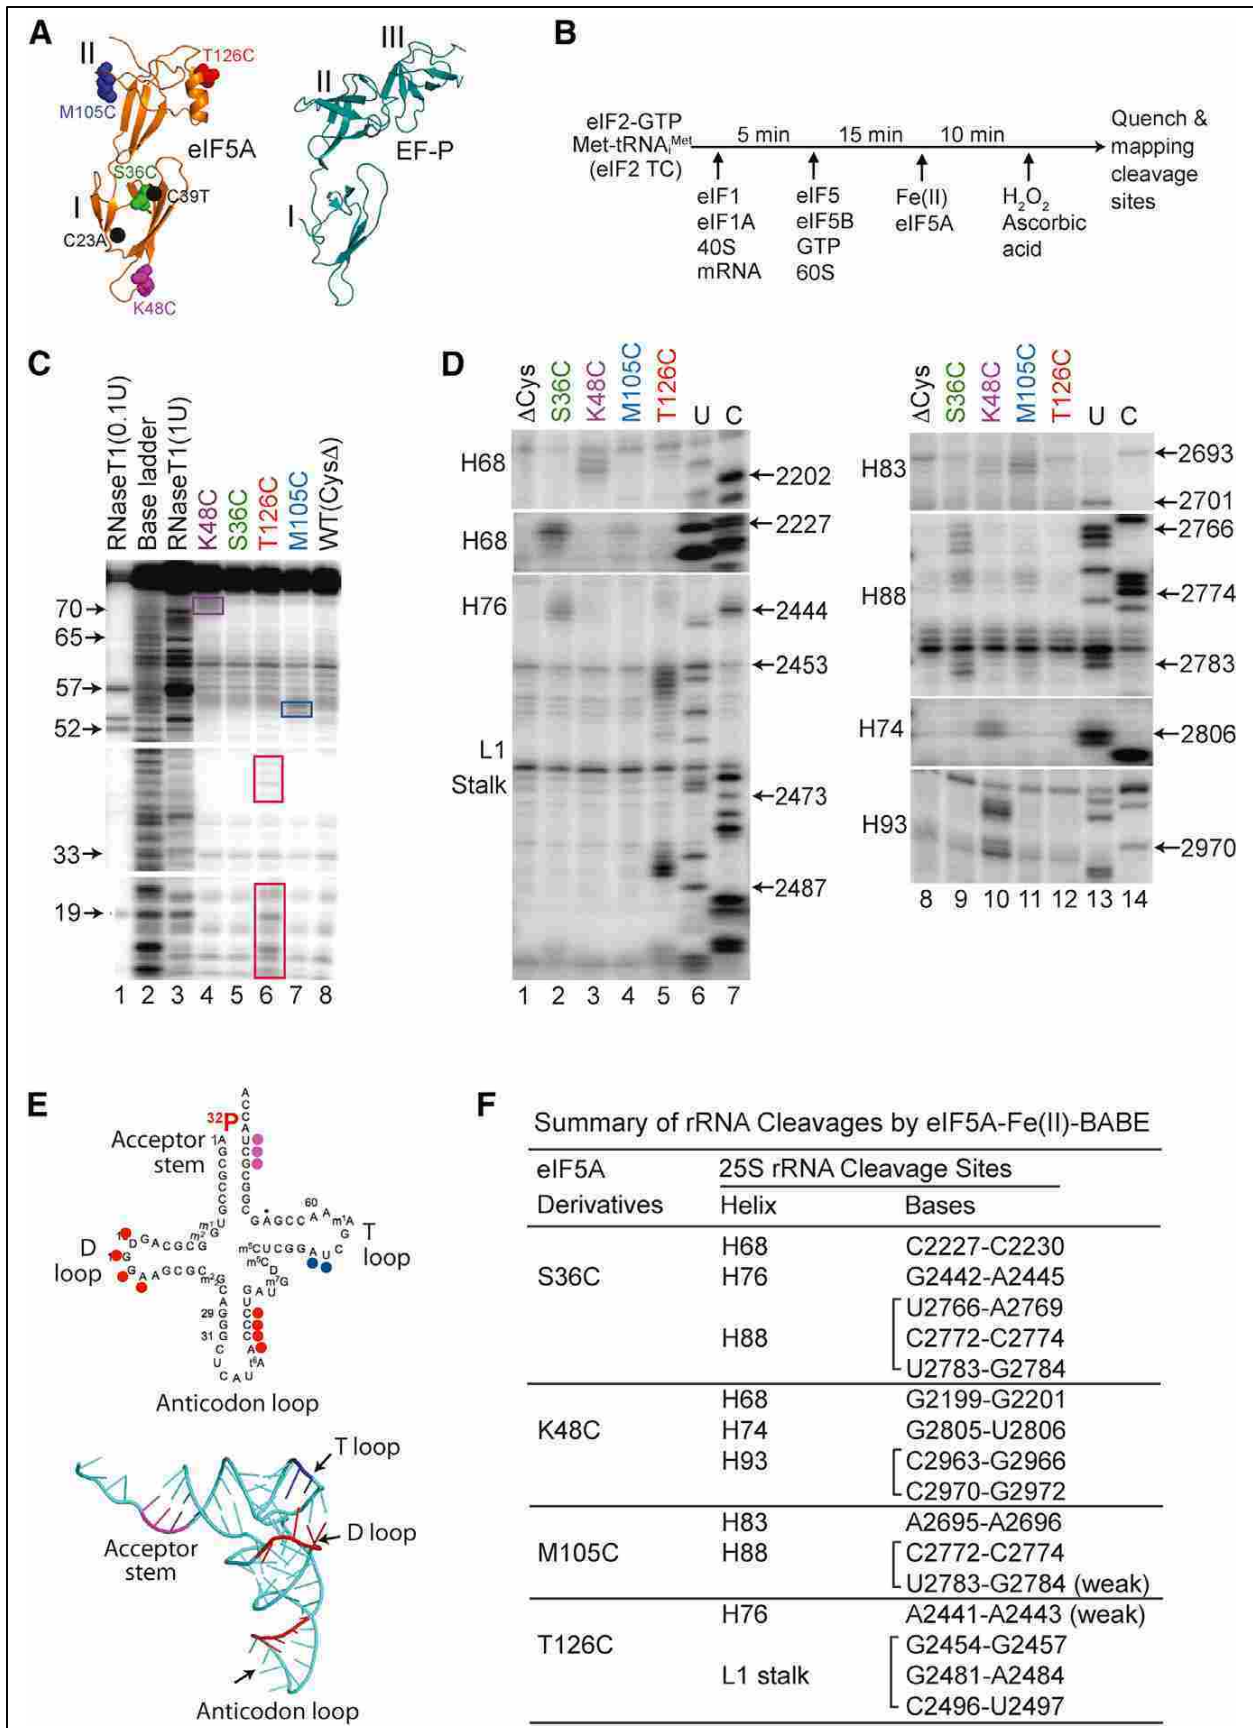 A
II
T126C
M105C
eIF5A
S36C
C39T
I
C23A
K48C
III
II
EF-P
I
B
eIF2-GTP
Met-tRNAiMet
(eIF2 TC)
5 min
15 min
10 min
Quench &
mapping
cleavage
sites
eIF1
eIF1A
40S
mRNA
eIF5
eIF5B
GTP
60S
Fe(II)
eIF5A
H2O2
Ascorbic
acid
C
RNaseT1(0.1U)
Base ladder
RNaseT1(1U)
K48C
S36C
T126C
M105C
WT(CysΔ)
70
65
57
52
33
19
1 2 3 4 5 6 7 8
D
ΔCys
S36C
K48C
M105C
T126C
U
C
H68
2202
H68
2227
H76
2444
2453
L1
Stalk
2473
2487
1 2 3 4 5 6 7
ΔCys
S36C
K48C
M105C
T126C
U
C
H83
2693
2701
2766
H88
2774
2783
H74
2806
H93
2970
8 9 10 11 12 13 14
E
32P
Acceptor
stem
D
loop
T
loop
60
29
31
Anticodon loop
T loop
D loop
Acceptor
stem
Anticodon loop
F
Summary of rRNA Cleavages by eIF5A-Fe(II)-BABE
eIF5A 25S rRNA Cleavage Sites
Derivatives Helix Bases
H68 C2227-C2230
S36C H76 G2442-A2445
U2766-A2769
H88 C2772-C2774
U2783-G2784
H68 G2199-G2201
K48C H74 G2805-U2806
H93 C2963-G2966
C2970-G2972
H83 A2695-A2696
M105C H88 C2772-C2774
U2783-G2784 (weak)
H76 A2441-A2443 (weak)
T126C G2454-G2457
L1 stalk G2481-A2484
C2496-U2497